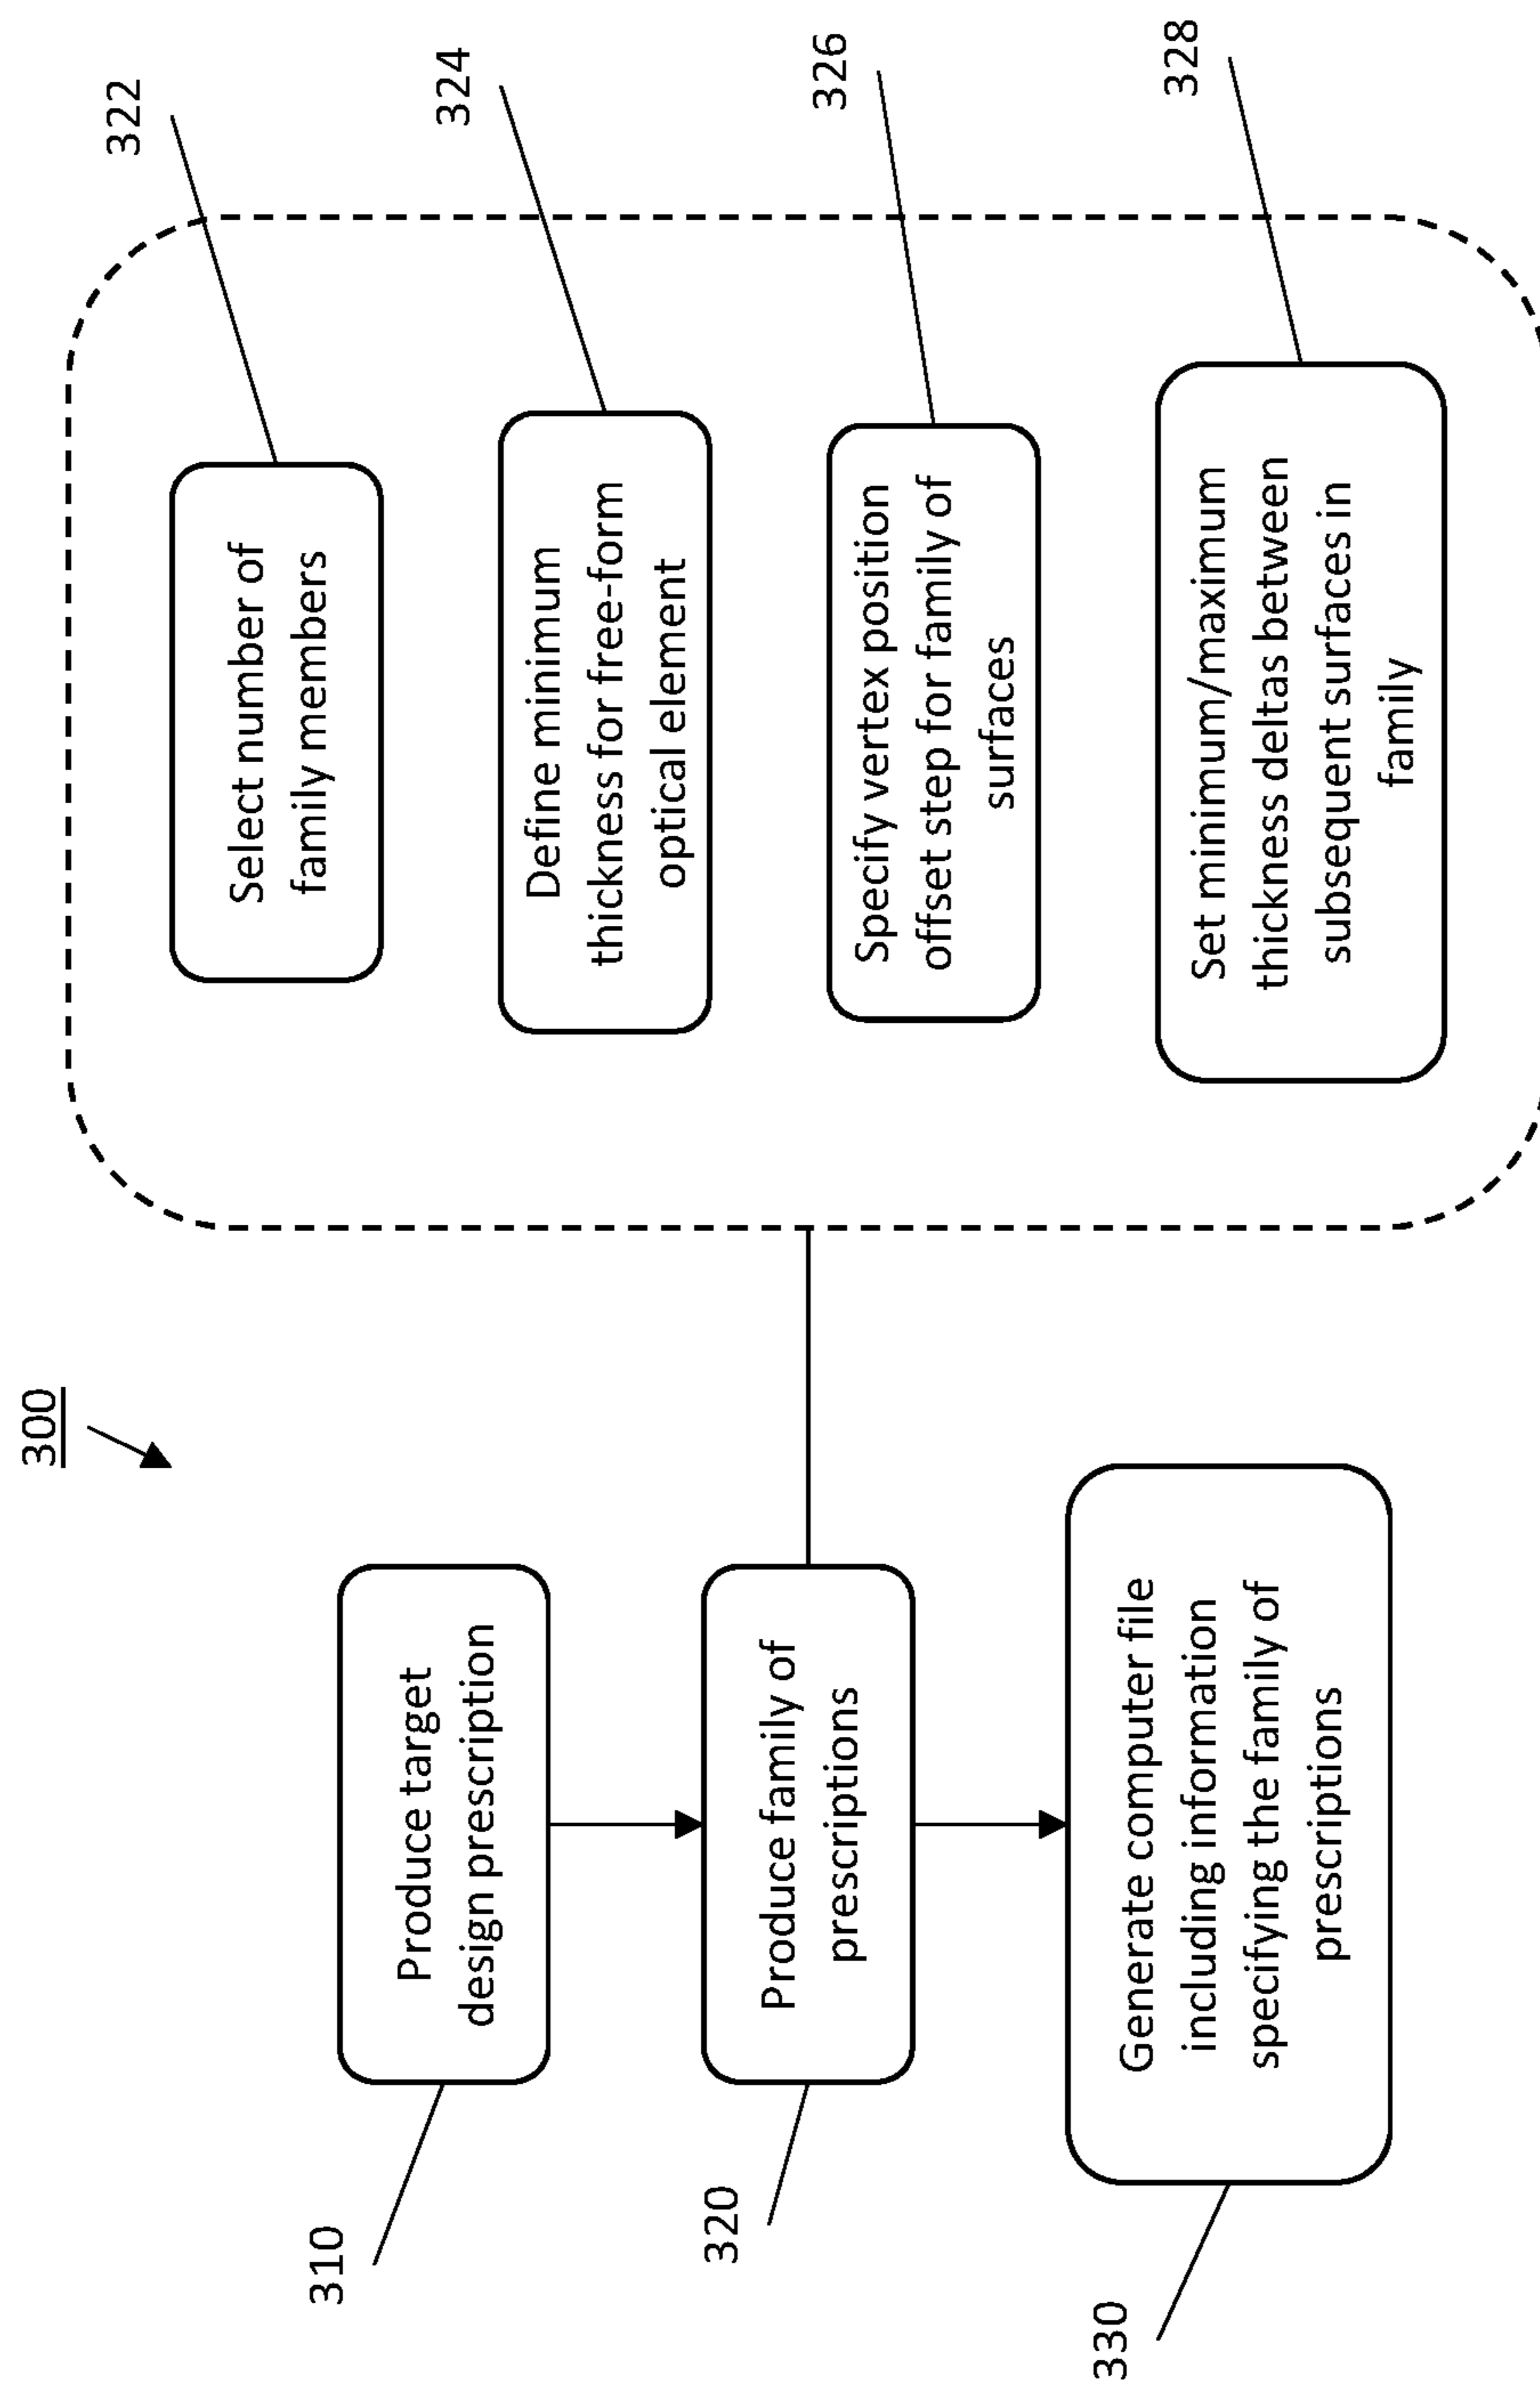 300
310
Produce target
design prescription
320
Produce family of
prescriptions
330
Generate computer file
including information
specifying the family of
prescriptions
322
Select number of
family members
324
Define minimum
thickness for free-form
optical element
326
Specify vertex position
offset step for family of
surfaces
328
Set minimum/maximum
thickness deltas between
subsequent surfaces in
family